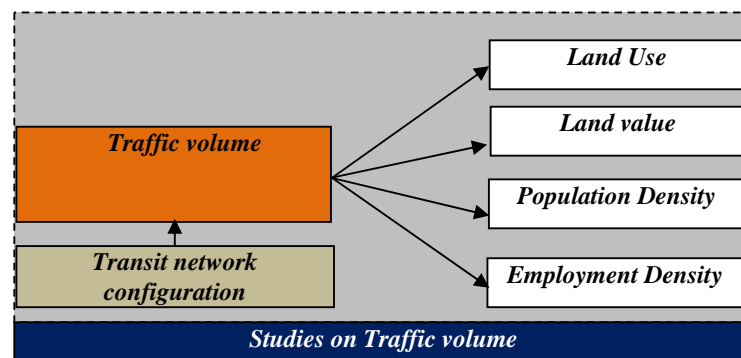 Land Use
Traffic volume
Land value
Population Density
Transit network
configuration
Employment Density
Studies on Traffic volume